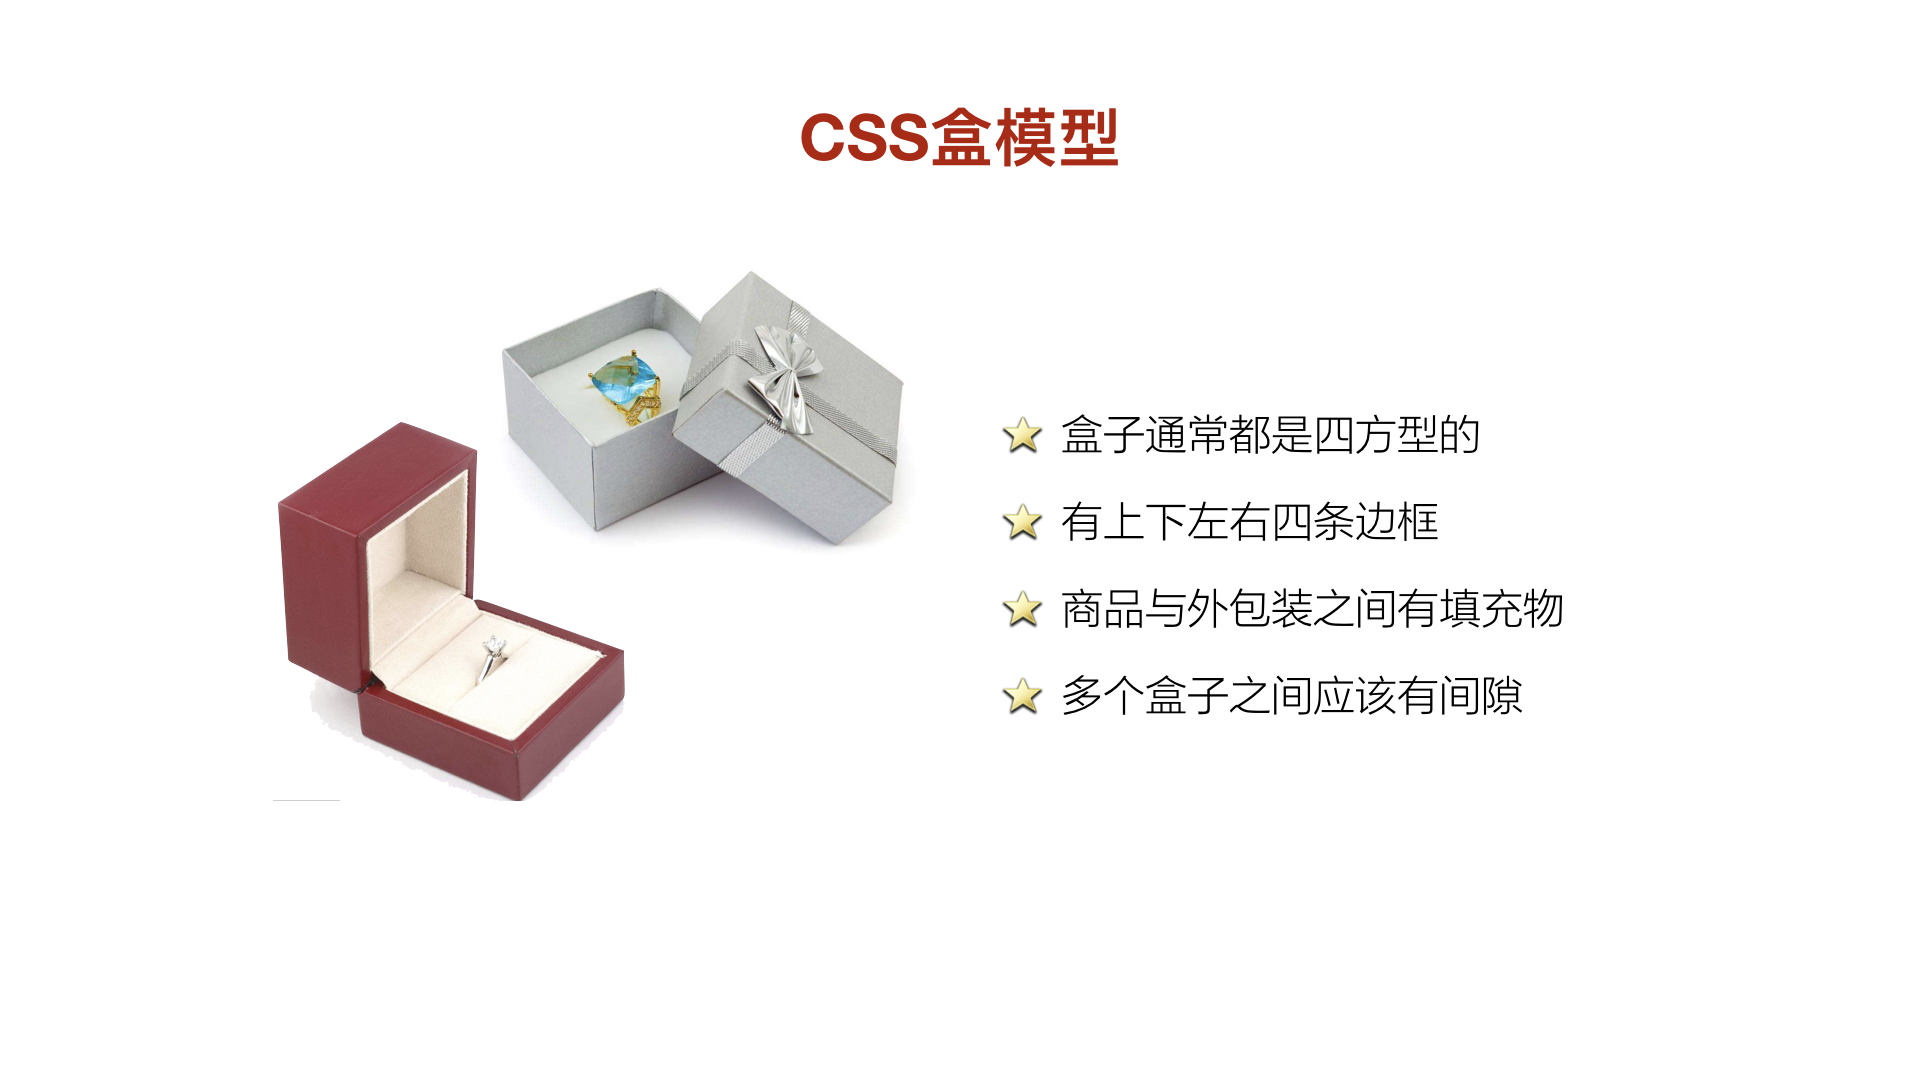 CSS盒模型
盒子通常都是四方型的
有上下左右四条边框
商品与外包装之间有填充物
多个盒子之间应该有间隙